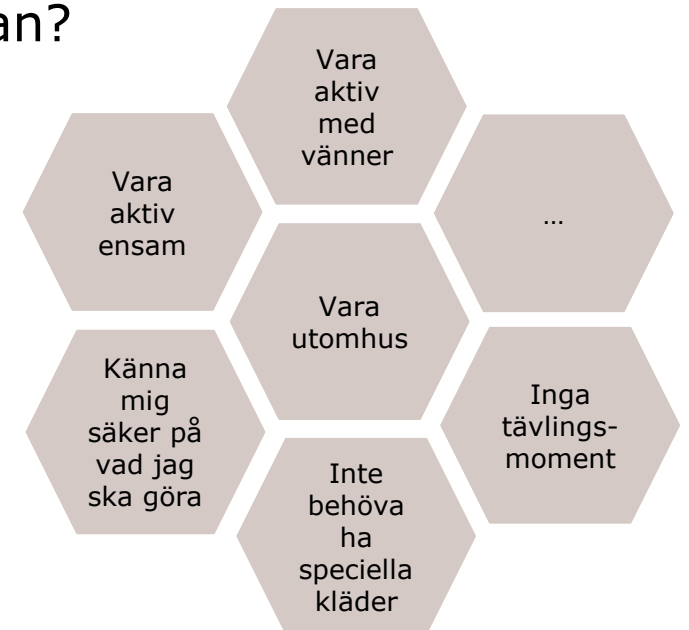 an?
Vara
aktiv
med
vänner
Vara
aktiv
ensam
...
Vara
utomhus
Känna
mig
säker på
vad jag
ska göra
Inga
tävlings-
moment
Inte
behöva
ha
speciella
kläder